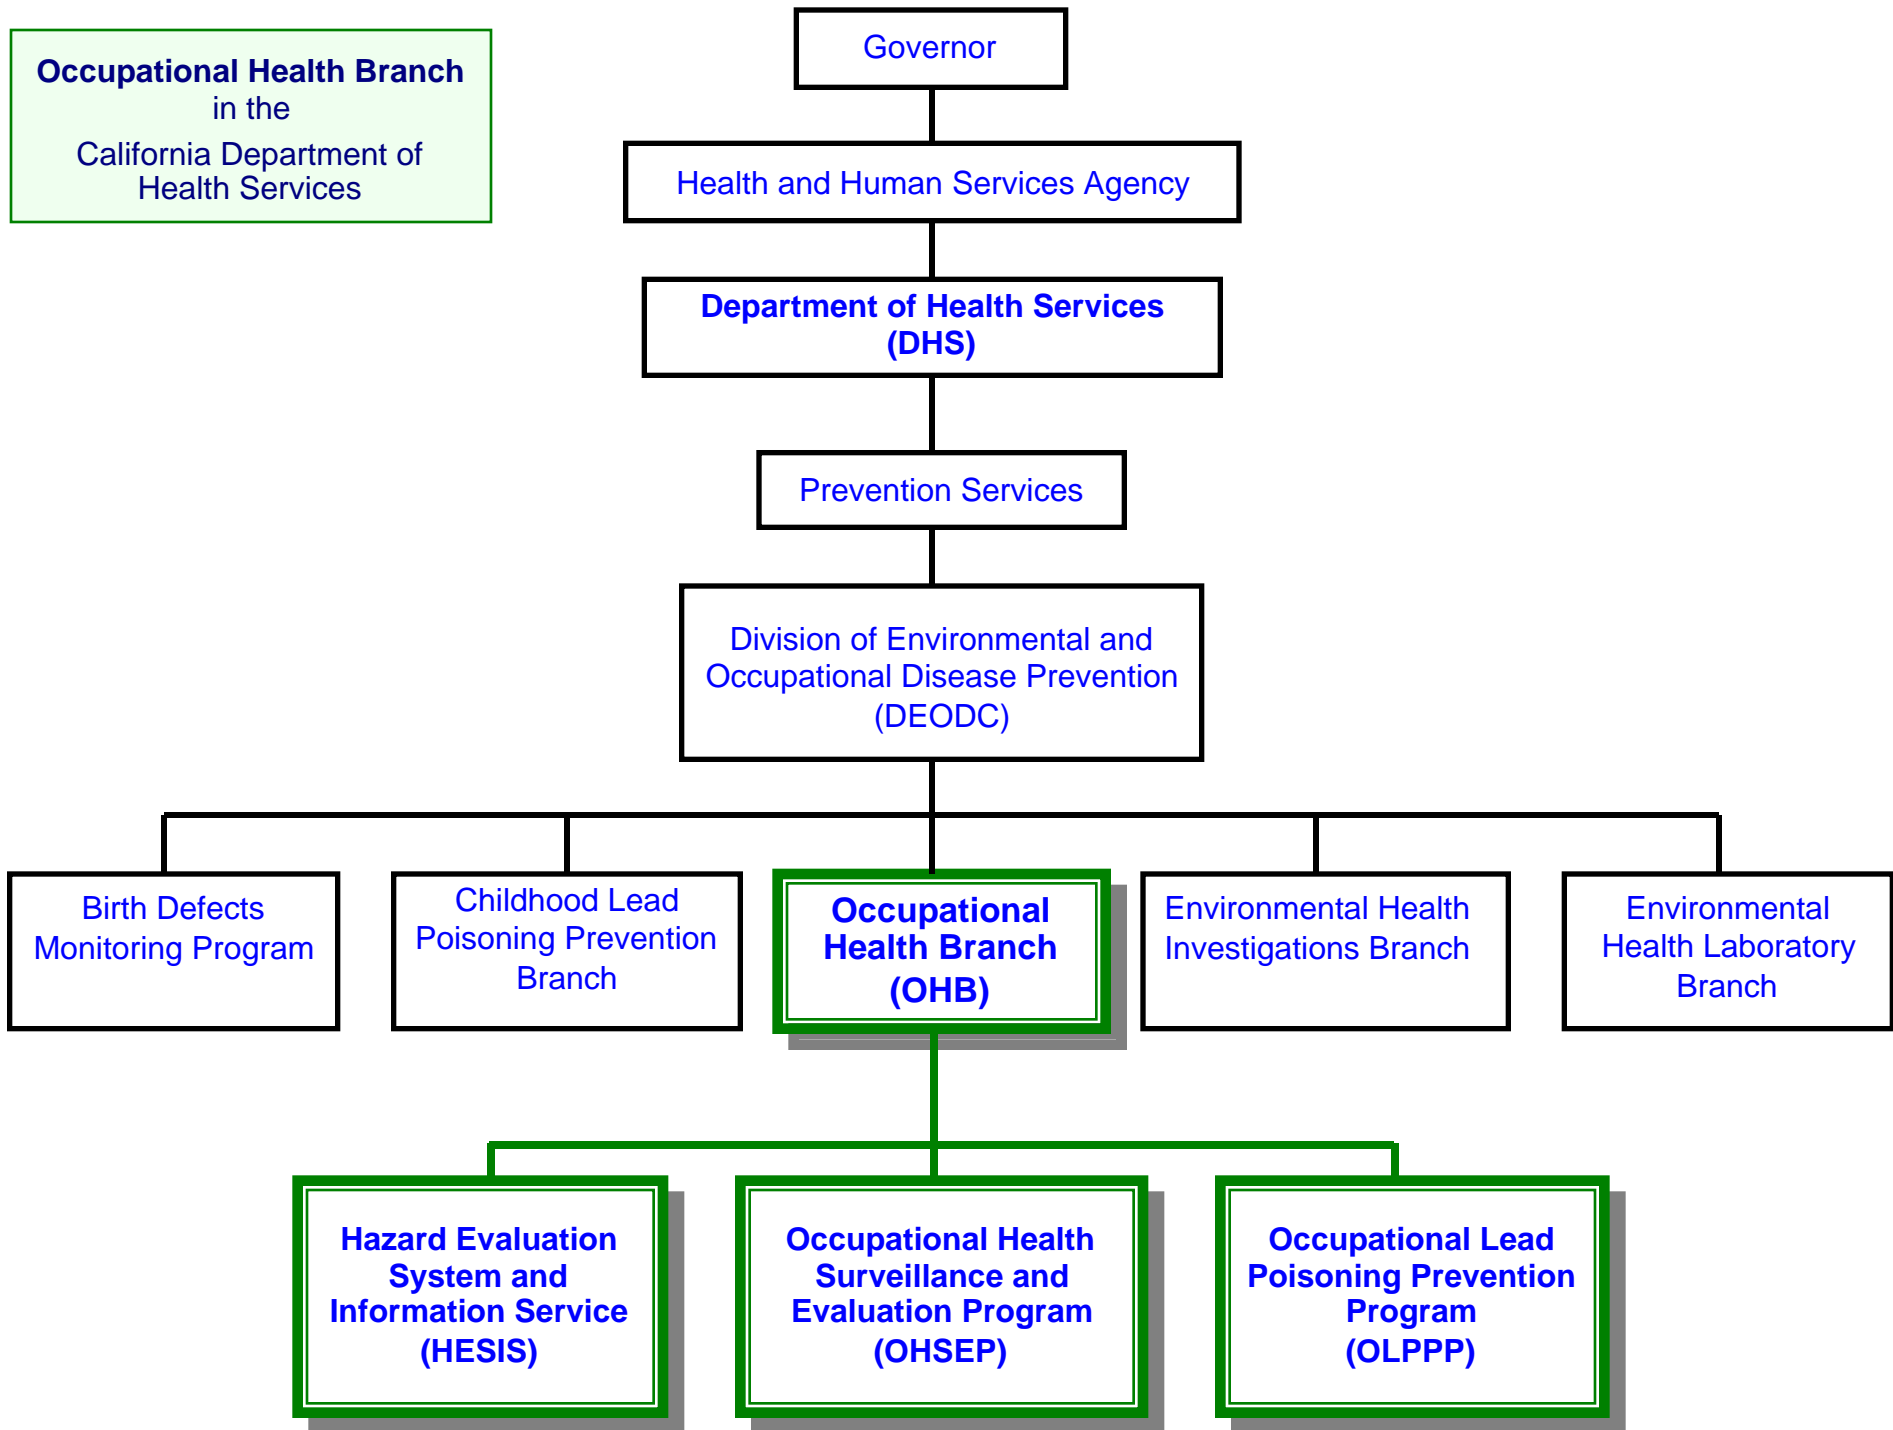 Occupational Health Branch
in the
California Department of
Health Services
Governor
Health and Human Services Agency
Department of Health Services
(DHS)
Prevention Services
Division of Environmental and
Occupational Disease Prevention
(DEODC)
Birth Defects
Monitoring Program
Childhood Lead
Poisoning Prevention
Branch
Occupational
Health Branch
(OHB)
Environmental Health
Investigations Branch
Environmental
Health Laboratory
Branch
Hazard Evaluation
System and
Information Service
(HESIS)
Occupational Health
Surveillance and
Evaluation Program
(OHSEP)
Occupational Lead
Poisoning Prevention
Program
(OLPPP)